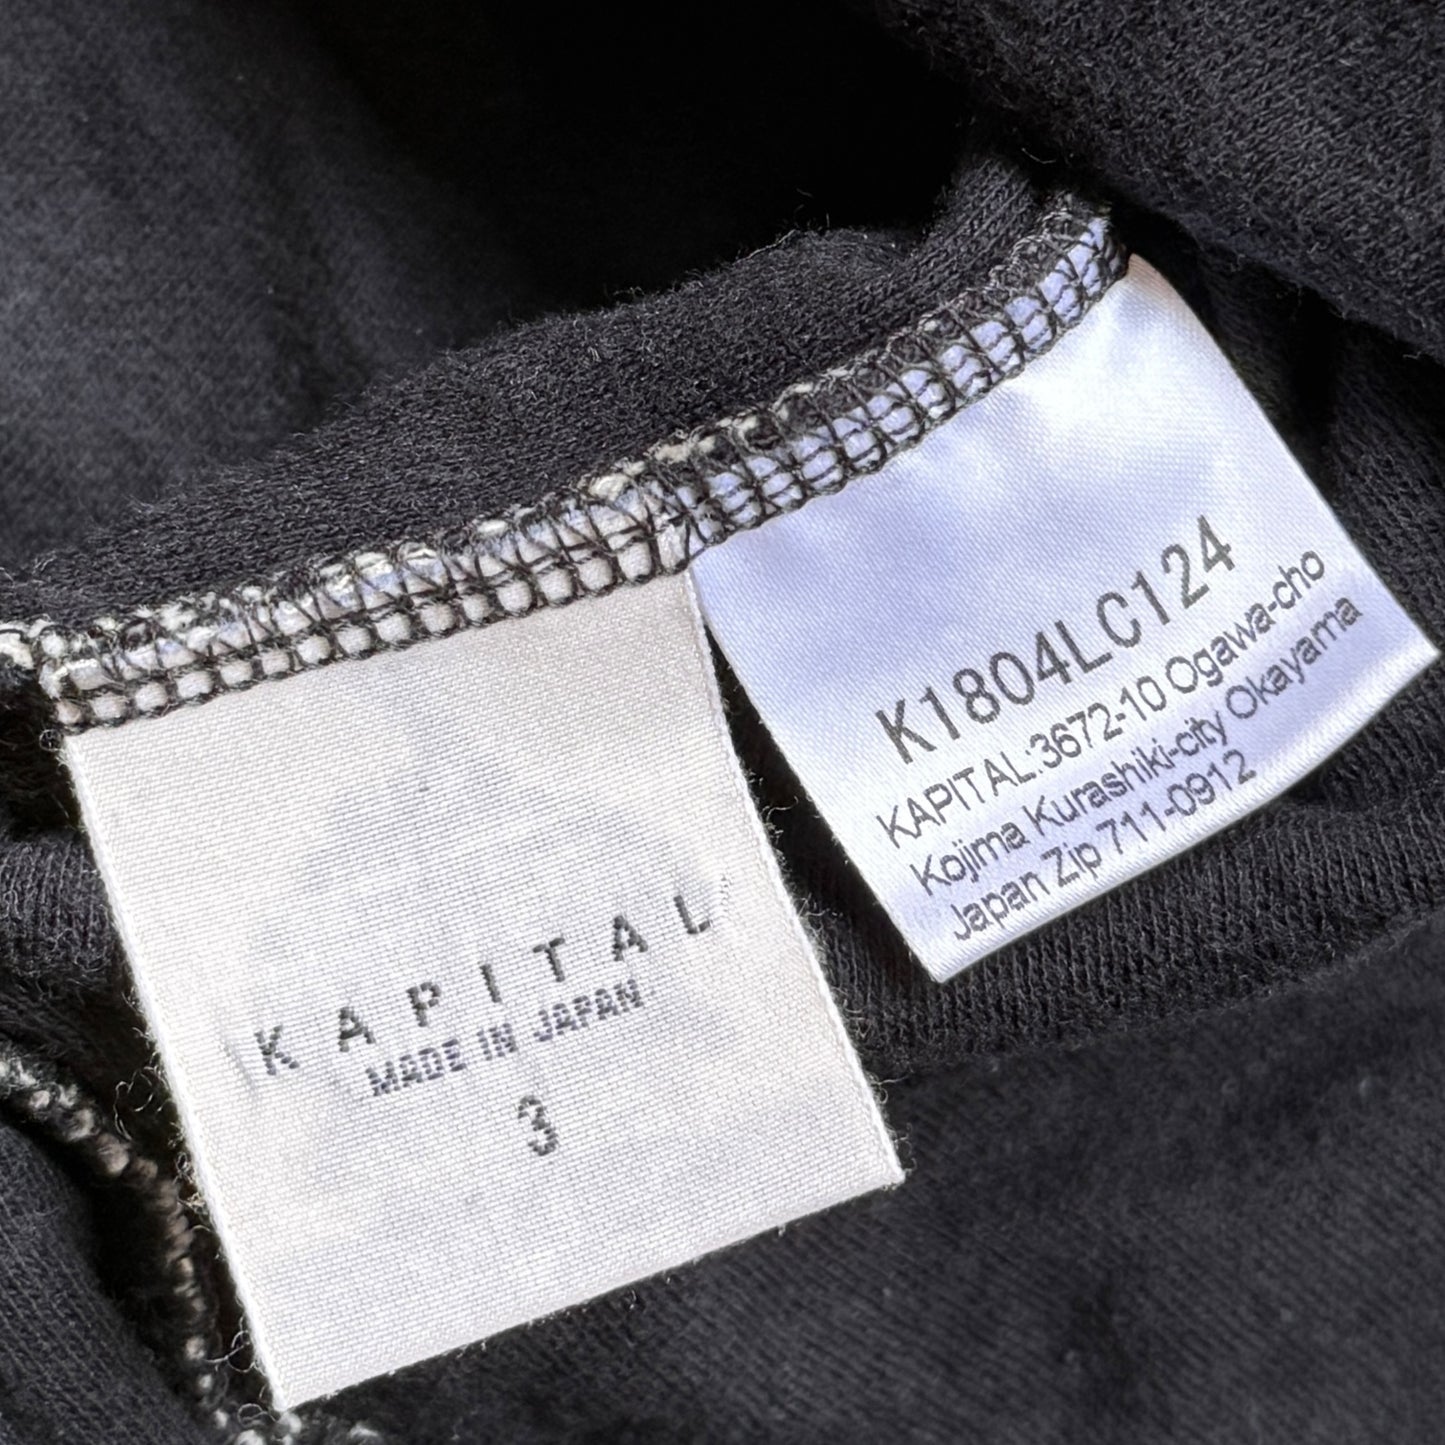 KAPITAL
MADE IN JAPAN
3
K1804LC124
KAPITAL:3672-10 Ogawa-cho
Kojima Kurashiki-city Okayama
Japan Zip 711-0912